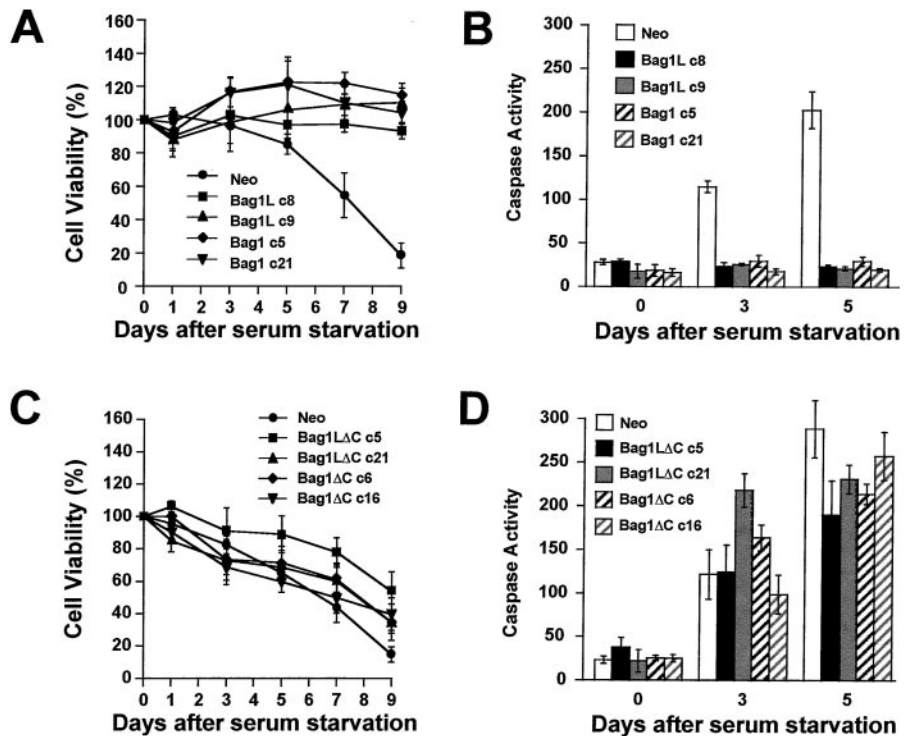 A
Cell Viability (%)
160
140
120
100
80
60
40
20
0
Neo
Bag1L c8
Bag1L c9
Bag1 c5
Bag1 c21
0 1 2 3 4 5 6 7 8 9
Days after serum starvation
B
Caspase Activity
300
250
200
150
100
50
0
Neo
Bag1L c8
Bag1L c9
Bag1 c5
Bag1 c21
0 3 5
Days after serum starvation
C
Cell Viability (%)
160
140
120
100
80
60
40
20
0
Neo
Bag1LΔC c5
Bag1LΔC c21
Bag1ΔC c6
Bag1ΔC c16
0 1 2 3 4 5 6 7 8 9
Days after serum starvation
D
Caspase Activity
300
250
200
150
100
50
0
Neo
Bag1LΔC c5
Bag1LΔC c21
Bag1ΔC c6
Bag1ΔC c16
0 3 5
Days after serum starvation